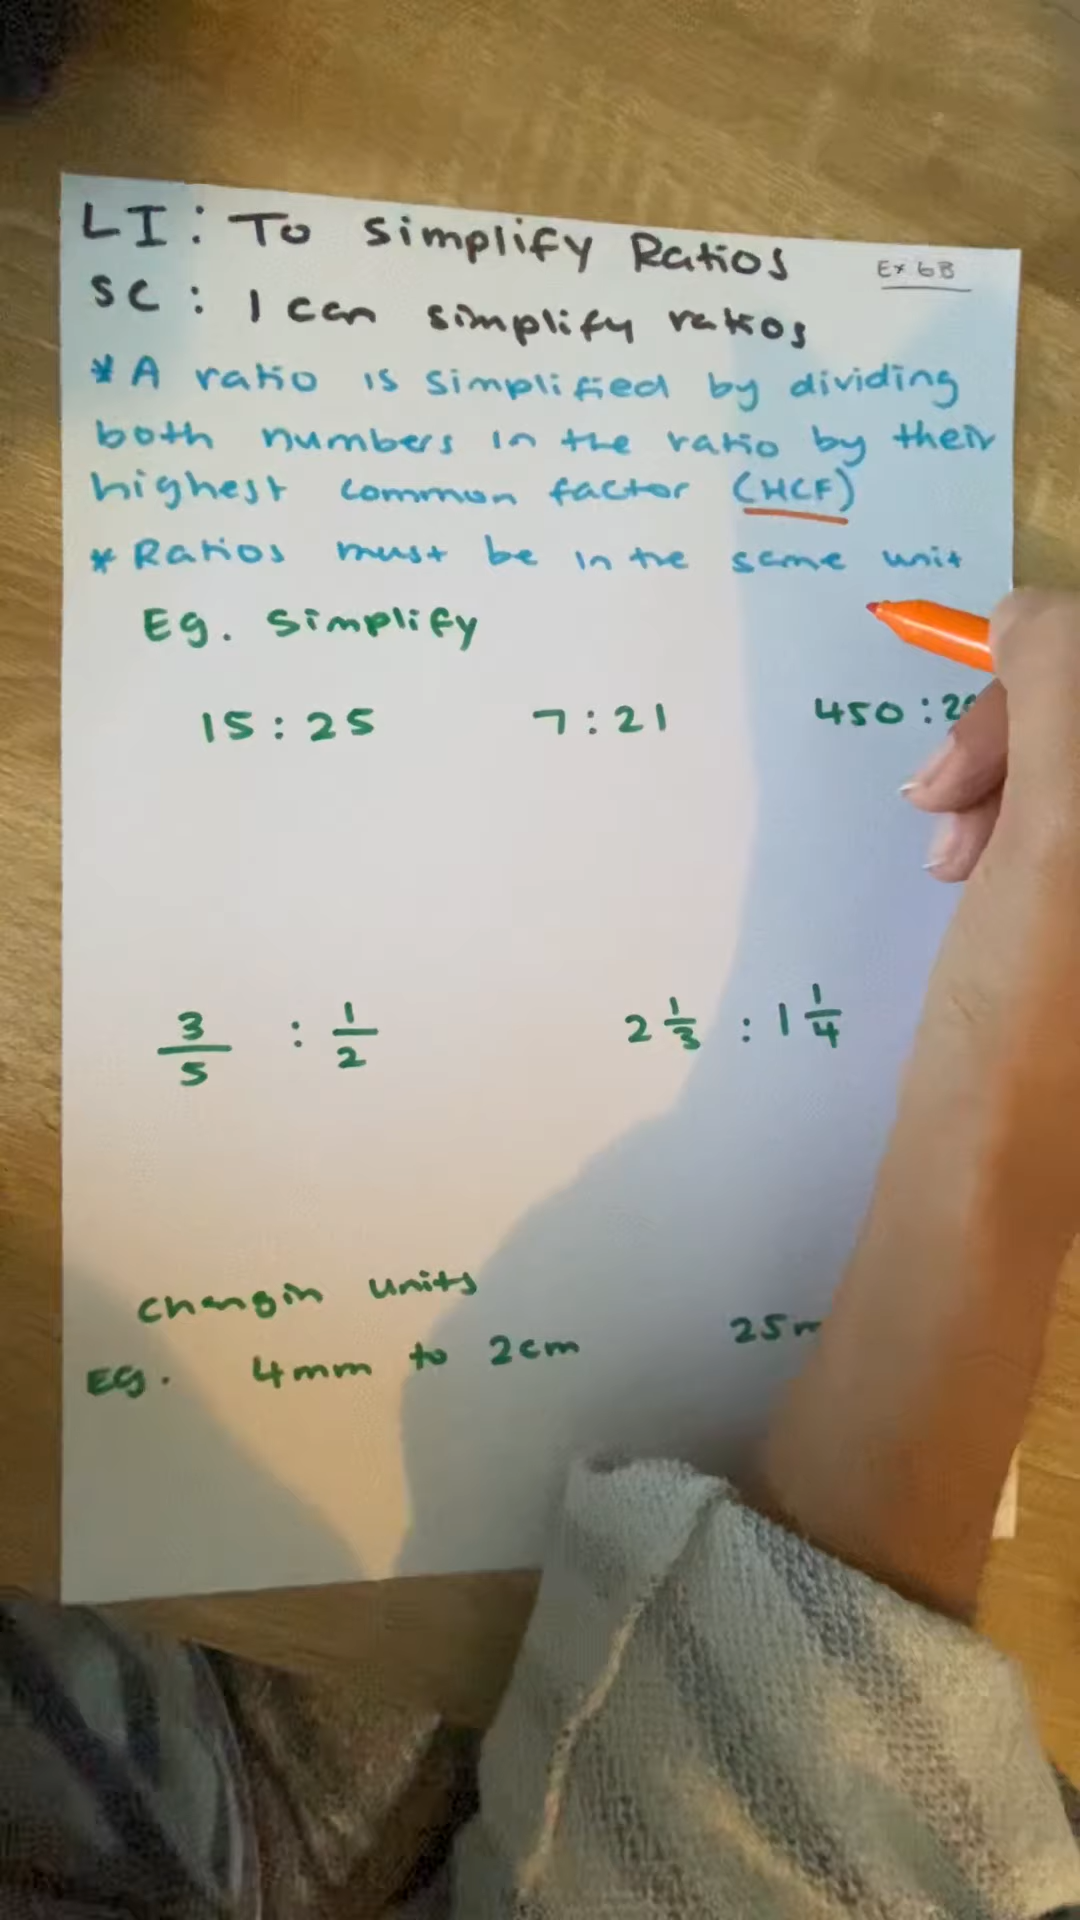 LI: To simplify Ratios
Ex 6B
SC: I can simplify ratios
* A ratio is simplified by dividing
both numbers in the ratio by their
highest common factor (HCF)
* Ratios must be in the same unit
Eg. Simplify
15:25 7:21 450:
3/5 : 1/2 2 1/3 : 1 1/4
Changin units
EG. 4mm to 2cm 25